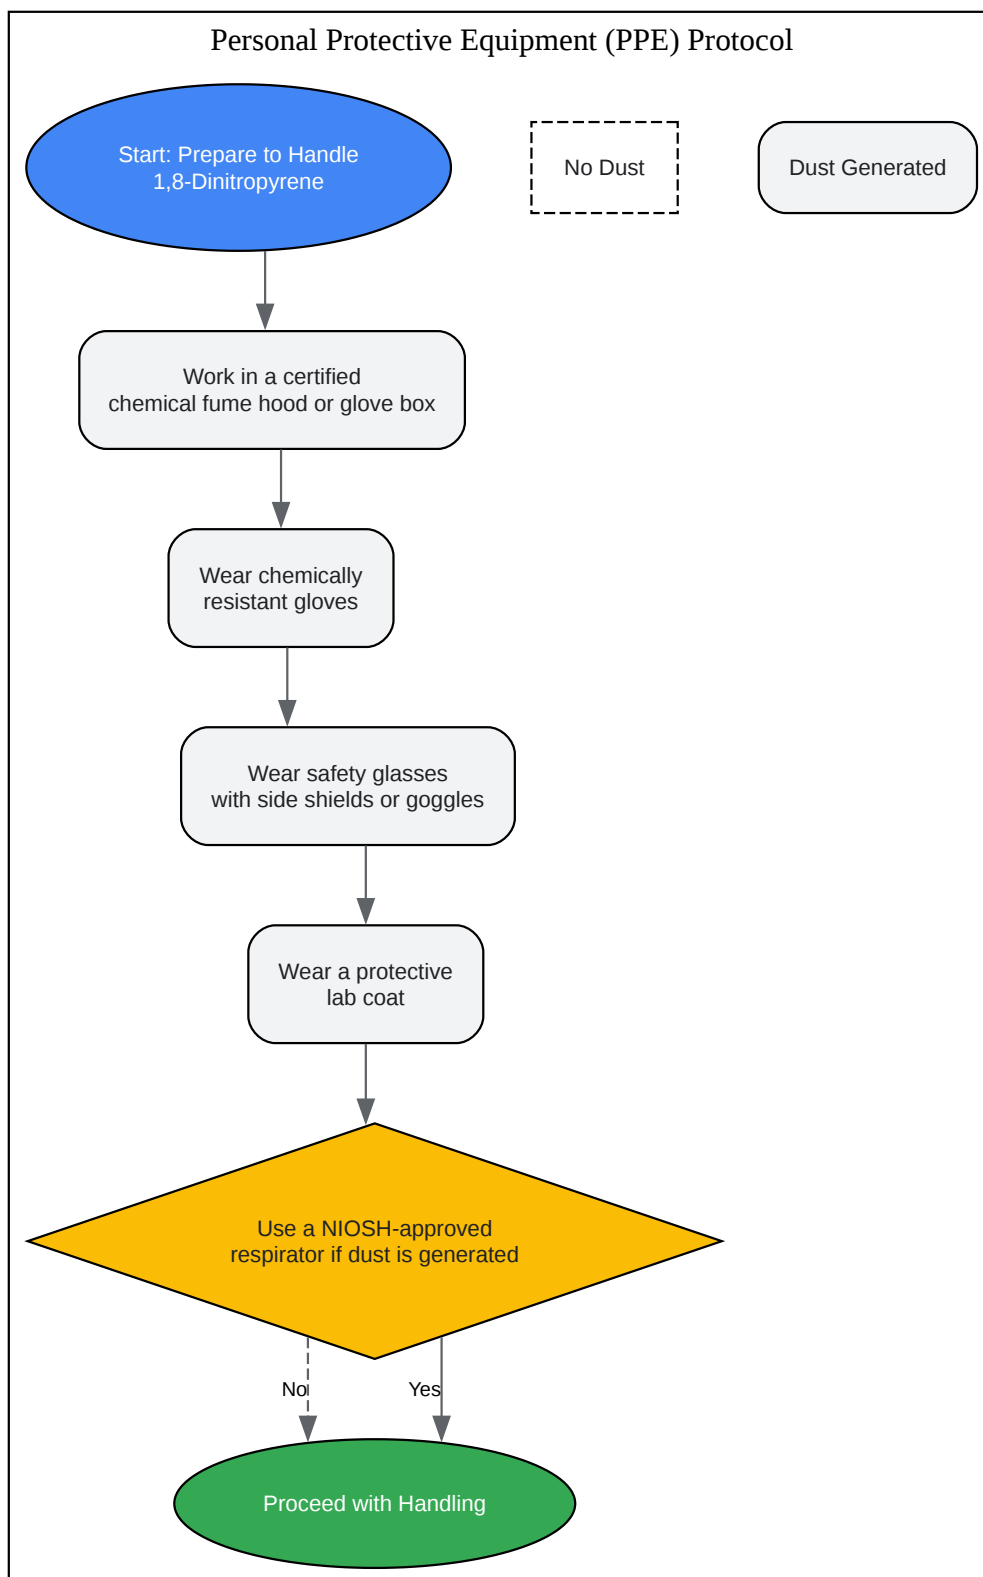 Personal Protective Equipment (PPE) Protocol
Start: Prepare to Handle
1,8-Dinitropyrene
No Dust
Dust Generated
Work in a certified
chemical fume hood or glove box
Wear chemically
resistant gloves
Wear safety glasses
with side shields or goggles
Wear a protective
lab coat
Use a NIOSH-approved
respirator if dust is generated
No
Yes
Proceed with Handling